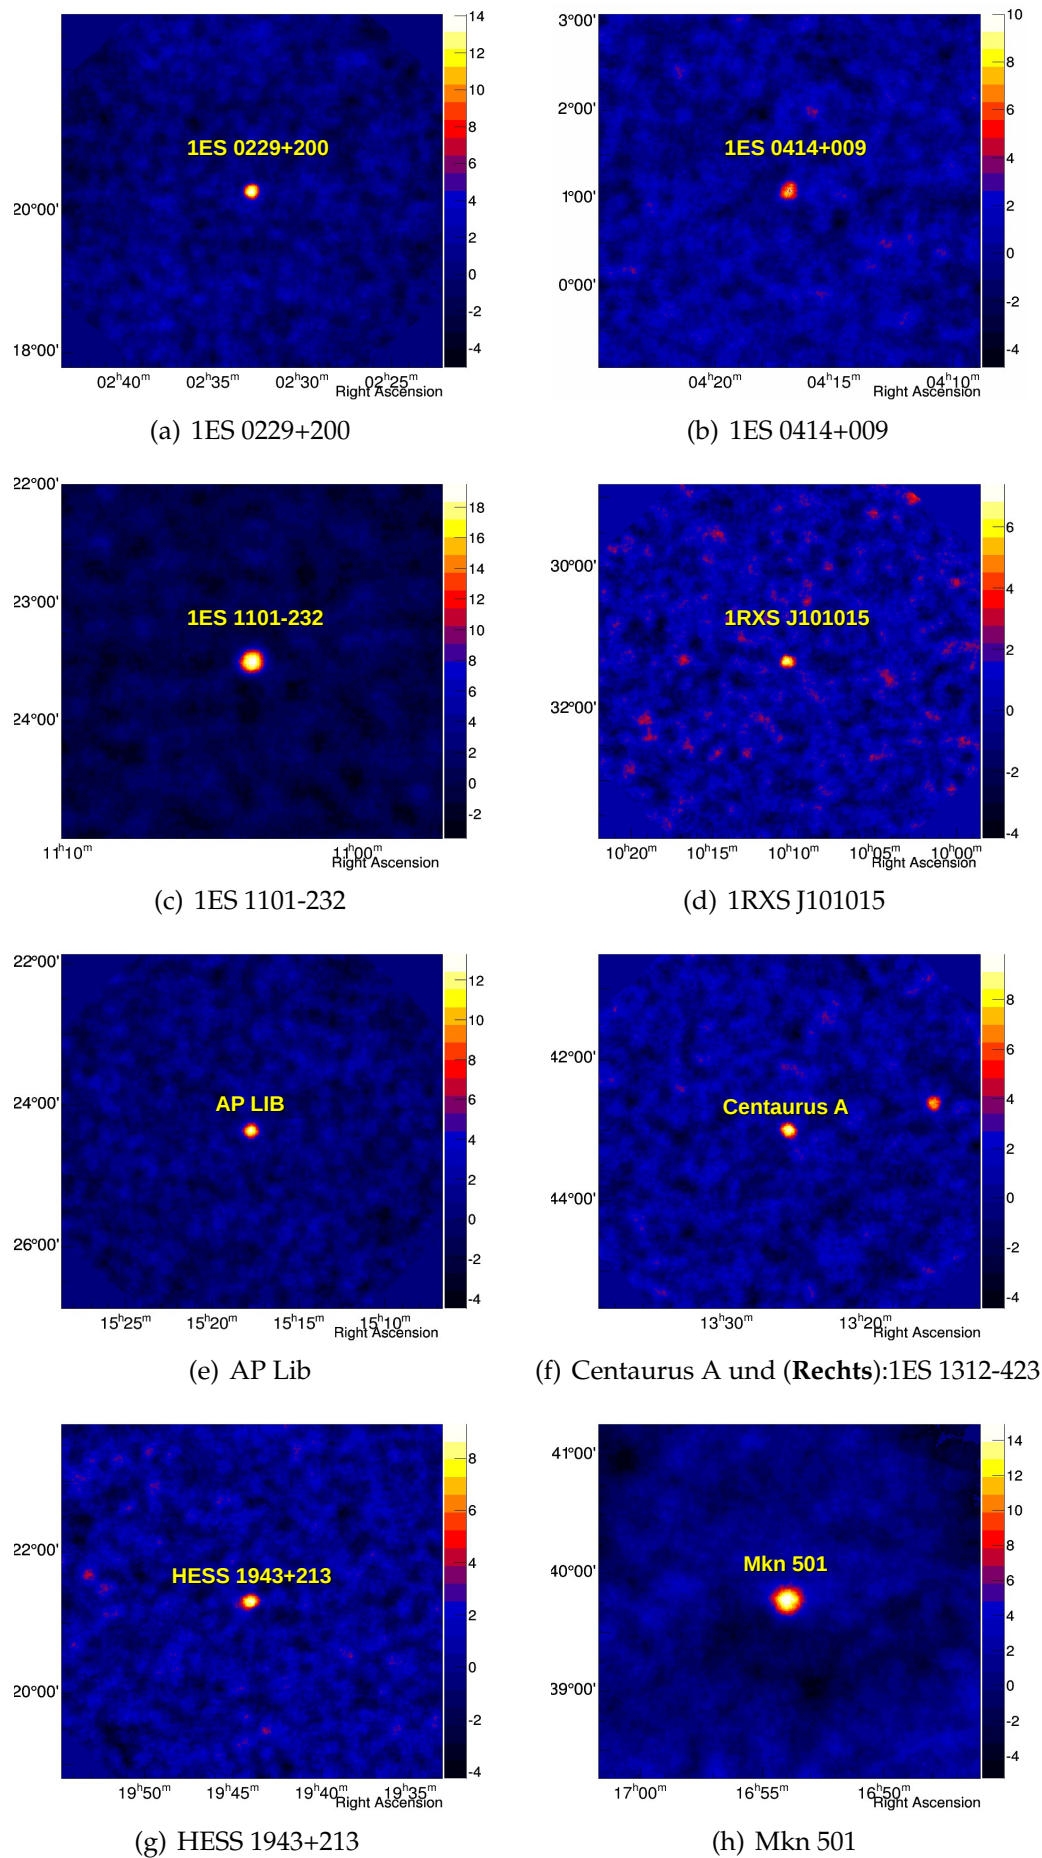 14
12
10
8
6
4
2
0
-2
-4
20°00'
18°00'
1ES 0229+200
02h40m 02h35m 02h30m 02h25m
Right Ascension
(a) 1ES 0229+200
3°00'
2°00'
1°00'
0°00'
10
8
6
4
2
0
-2
-4
1ES 0414+009
04h20m 04h15m 04h10m
Right Ascension
(b) 1ES 0414+009
22°00'
23°00'
24°00'
18
16
14
12
10
8
6
4
2
0
-2
1ES 1101-232
11h10m 11h00m
Right Ascension
(c) 1ES 1101-232
30°00'
32°00'
6
4
2
0
-2
-4
1RXS J101015
10h20m 10h15m 10h10m 10h05m 10h00m
Right Ascension
(d) 1RXS J101015
22°00'
24°00'
26°00'
12
10
8
6
4
2
0
-2
-4
AP LIB
15h25m 15h20m 15h15m 15h10m
Right Ascension
(e) AP Lib
42°00'
44°00'
8
6
4
2
0
-2
-4
Centaurus A
13h30m 13h20m
Right Ascension
(f) Centaurus A und (Rechts):1ES 1312-423
22°00'
20°00'
8
6
4
2
0
-2
-4
HESS 1943+213
19h50m 19h45m 19h40m 19h35m
Right Ascension
(g) HESS 1943+213
41°00'
40°00'
39°00'
14
12
10
8
6
4
2
0
-2
-4
Mkn 501
17h00m 16h55m 16h50m
Right Ascension
(h) Mkn 501